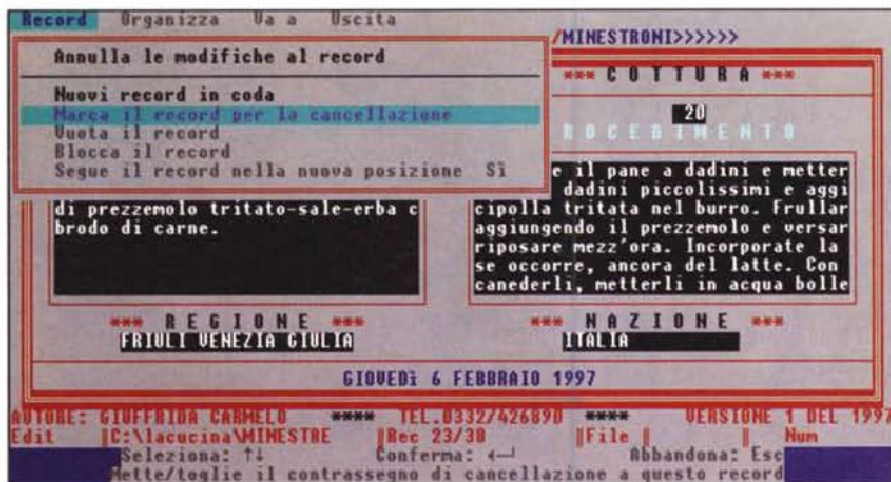 Record Organizza Va a Uscita
/MINESTRONI>>>>>>
Annulla le modifiche al record
Nuovi record in coda
Marca il record per la cancellazione
Vuota il record
Blocca il record
Segue il record nella nuova posizione Sì
*** COTTURA ***
20
ROCEDIMENTO
di prezzemolo tritato-sale-erba c
brodo di carne.
e il pane a dadini e metter
dadini piccolissimi e aggi
cipolla tritata nel burro. Frullar
aggiungendo il prezzemolo e versar
riposare mezz'ora. Incorporate la
se occorre, ancora del latte. Con
canederli, metterli in acqua bolle
*** REGIONE ***
FRIULI VENEZIA GIULIA
*** NAZIONE ***
ITALIA
GIOVEDì 6 FEBBRAIO 1997
AUTORE: GIUFFRIDA CARMELO **** TEL.0332/426890 **** VERSIONE 1 DEL 1997
Edit ||C:\lacucina\MINESTRE ||Rec 23/38 ||File || || Num
Seleziona: ↑↓ Conferma: ←┘ Abbandona: Esc
Mette/toglie il contrassegno di cancellazione a questo record